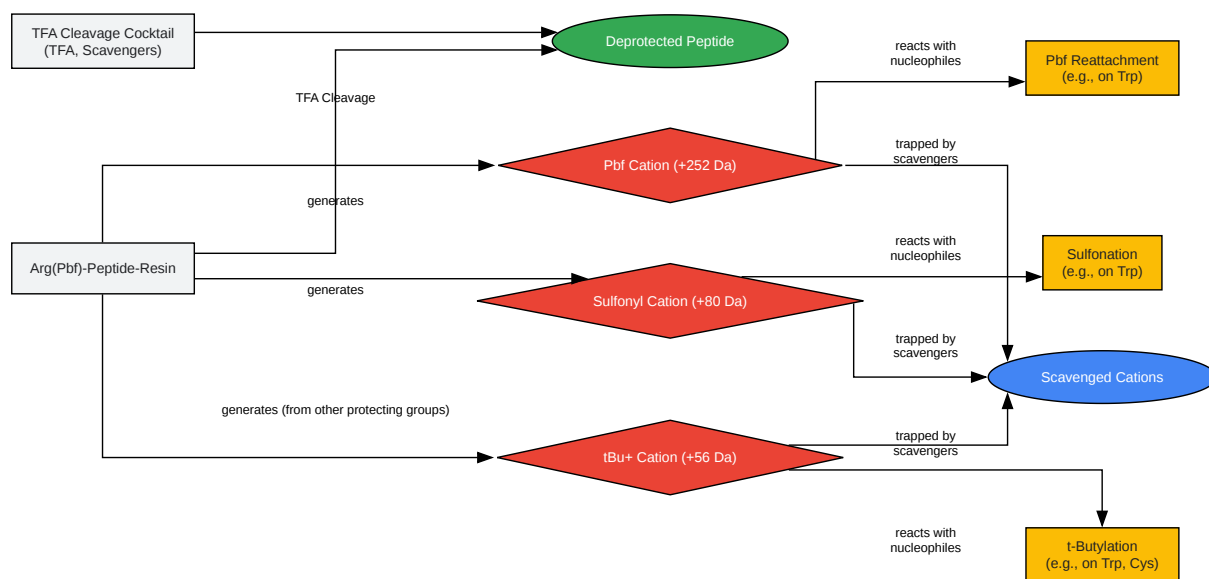 TFA Cleavage Cocktail
(TFA, Scavengers)
Deprotected Peptide
reacts with
nucleophiles
Pbf Reattachment
(e.g., on Trp)
TFA Cleavage
Pbf Cation (+252 Da)
trapped by
scavengers
generates
Arg(Pbf)-Peptide-Resin
reacts with
nucleophiles
Sulfonation
(e.g., on Trp)
generates
Sulfonyl Cation (+80 Da)
trapped by
scavengers
Scavenged Cations
generates (from other protecting groups)
tBu+ Cation (+56 Da)
trapped by
scavengers
reacts with
nucleophiles
t-Butylation
(e.g., on Trp, Cys)